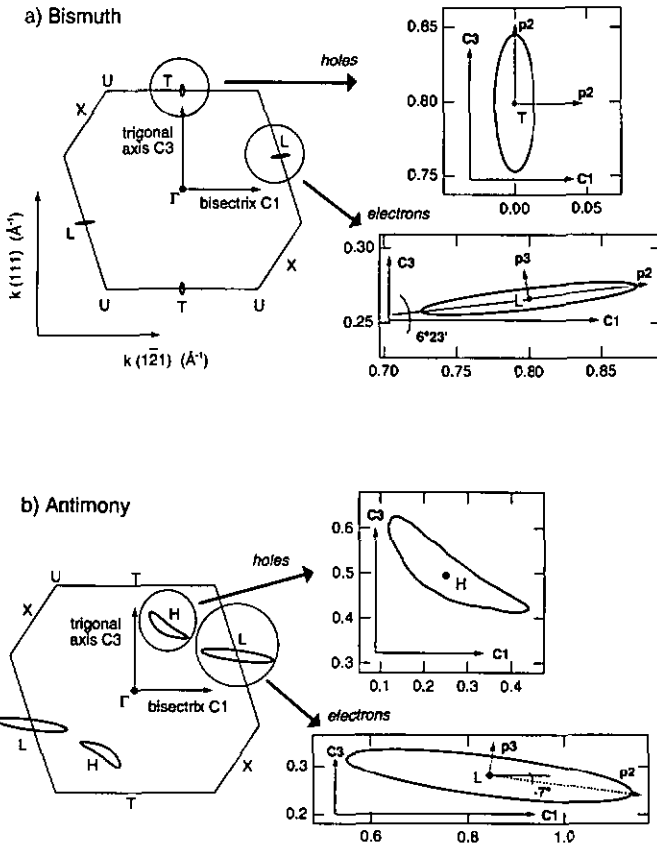 a) Bismuth
U
T
X
trigonal
axis C3
L
Γ
bisectrix C1
L
X
U
T
U
k (111) (Å⁻¹)
k (1̅21) (Å⁻¹)
holes
electrons
0.85
0.80
0.75
C3
p2
p2
T
C1
0.00
0.05
0.30
0.25
C3
p3
p2
L
C1
6°23'
0.70
0.75
0.80
0.85
b) Antimony
U
T
X
trigonal
axis C3
H
L
Γ
bisectrix C1
L
H
X
T
holes
electrons
0.6
0.5
0.4
0.3
C3
H
C1
0.1
0.2
0.3
0.4
0.3
0.2
C3
p3
p2
L
-7°
C1
0.6
0.8
1.0